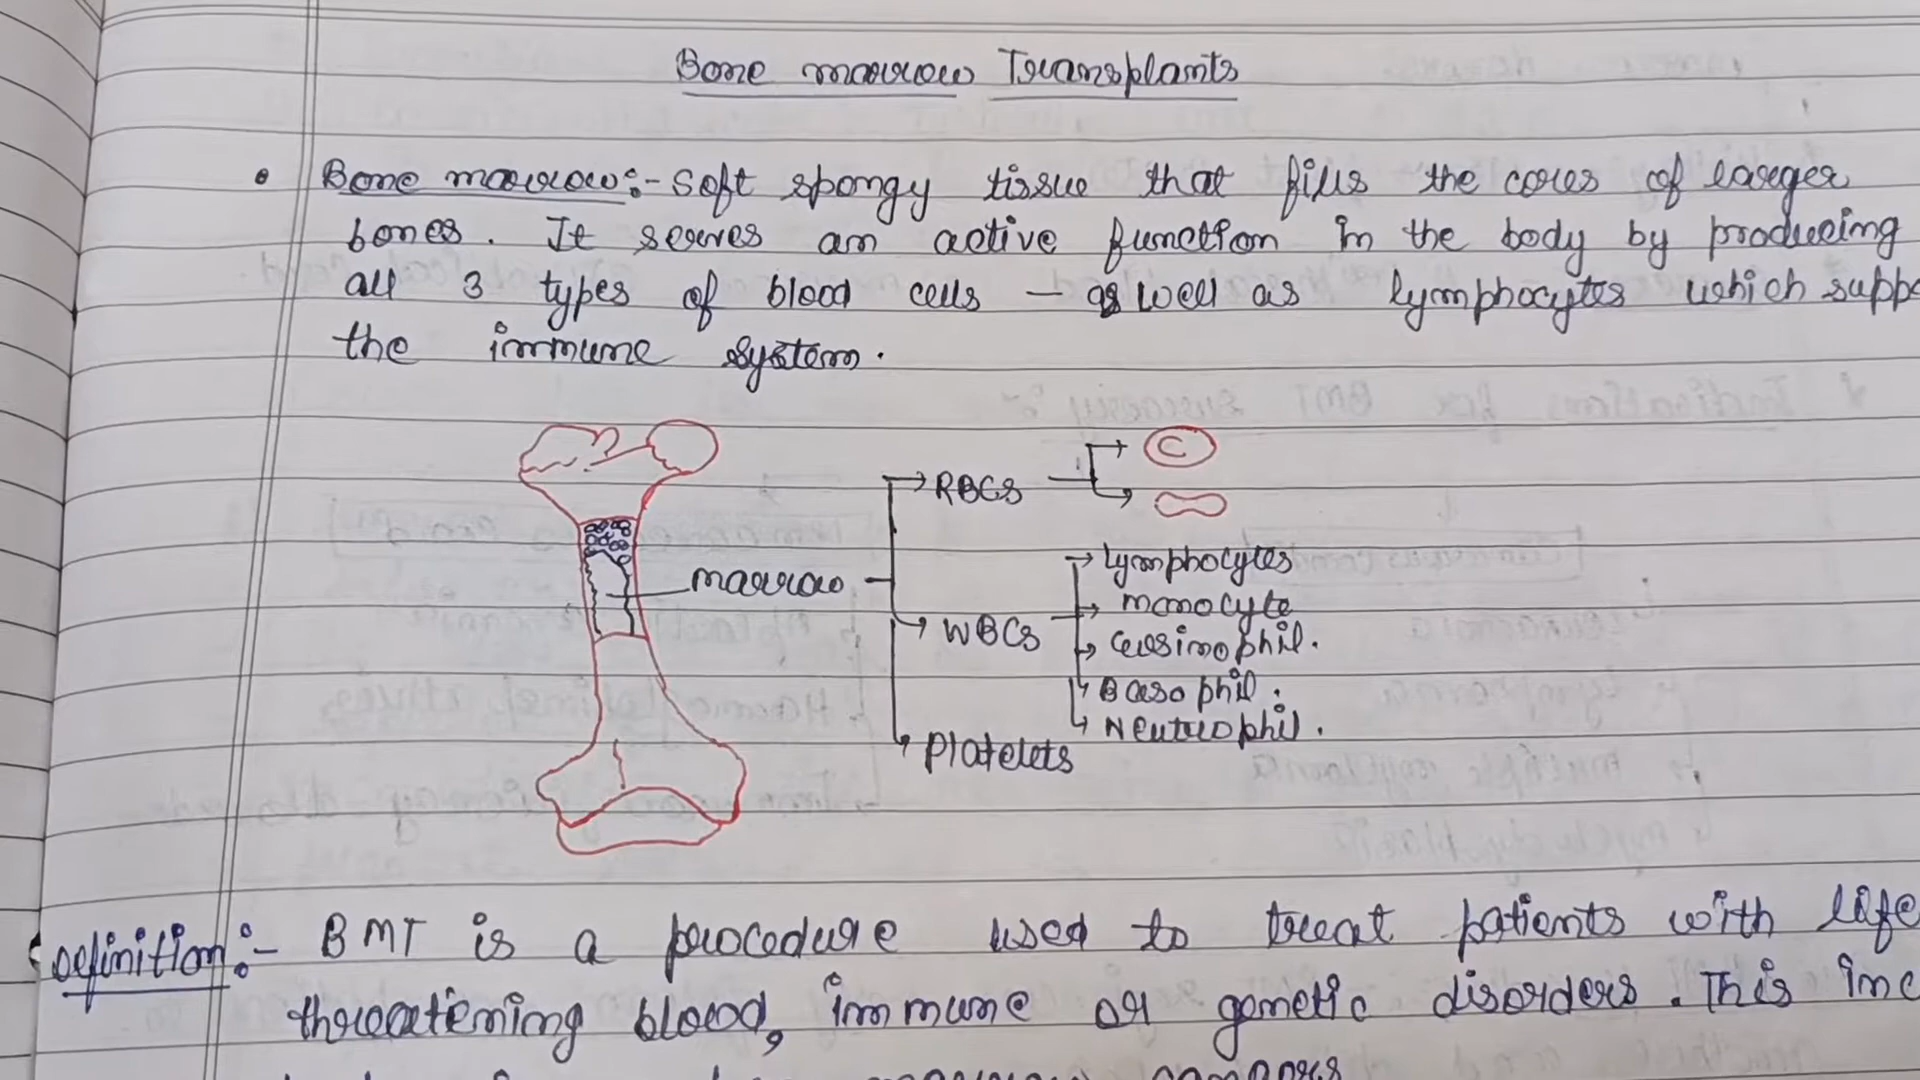 Bone marrow Transplants
• Bone marrow:- Soft spongy tissue that fills the cores of larger
bones. It serves an active function in the body by producing
all 3 types of blood cells - as well as lymphocytes which suppo
the immune system.
RBCs
C
marrow
WBCs
lymphocytes
monocyte
Eosinophil.
Basophil.
Neutrophil.
Platelets
Definition:- BMT is a procedure used to treat patients with life
threatening blood, immune or genetic disorders. This inc